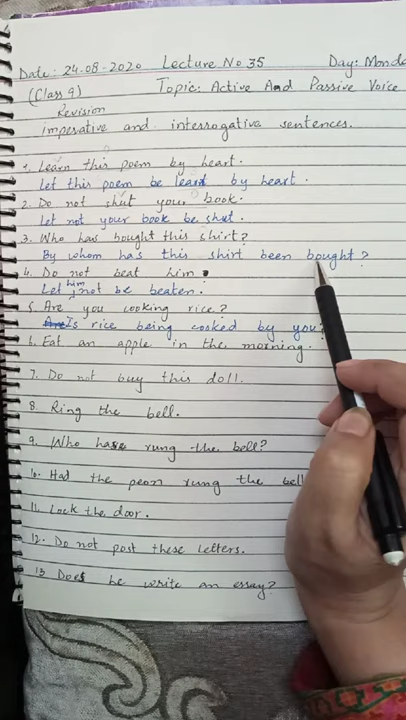 Date: 24.08.2020 Lecture No 35 Day: Monda
(Class 9) Topic: Active And Passive Voice
Revision
imperative and interrogative sentences.
1. Learn this poem by heart.
Let this poem be learnt by heart.
2. Do not shut your book.
Let not your book be shut.
3. Who has bought this shirt?
By whom has this shirt been bought?
4. Do not beat him.
Let him not be beaten.
5. Are you cooking rice?
Is rice being cooked by you?
6. Eat an apple in the morning.
7. Do not buy this doll.
8. Ring the bell.
9. Who has rung the bell?
10. Had the peon rung the bell
11. Lock the door.
12. Do not post these letters.
13 Does he write an essay?